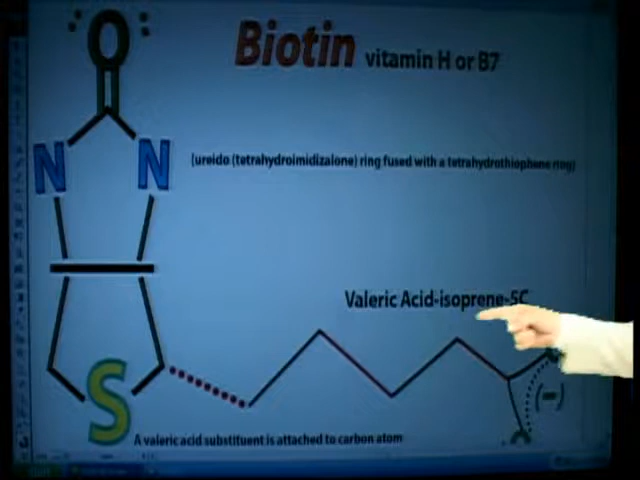 O
Biotin vitamin H or B7
N N
(ureido (tetrahydroimidizalone) ring fused with a tetrahydrothiophene ring)
Valeric Acid-isoprene-5C
(-)
S
O
A valeric acid substituent is attached to carbon atom